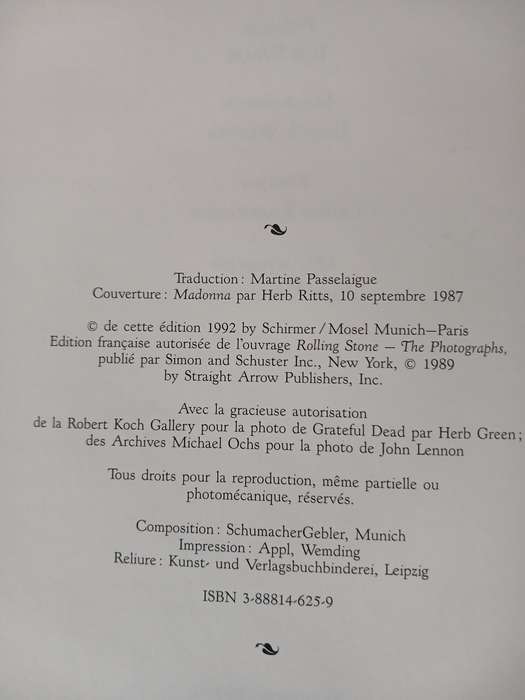 Traduction : Martine Passelaigue
Couverture : Madonna par Herb Ritts, 10 septembre 1987
© de cette édition 1992 by Schirmer/Mosel Munich—Paris
Edition française autorisée de l'ouvrage Rolling Stone — The Photographs,
publié par Simon and Schuster Inc., New York, © 1989
by Straight Arrow Publishers, Inc.
Avec la gracieuse autorisation
de la Robert Koch Gallery pour la photo de Grateful Dead par Herb Green ;
des Archives Michael Ochs pour la photo de John Lennon
Tous droits pour la reproduction, même partielle ou
photomécanique, réservés.
Composition : SchumacherGebler, Munich
Impression : Appl, Wemding
Reliure : Kunst- und Verlagsbuchbinderei, Leipzig
ISBN 3-88814-625-9